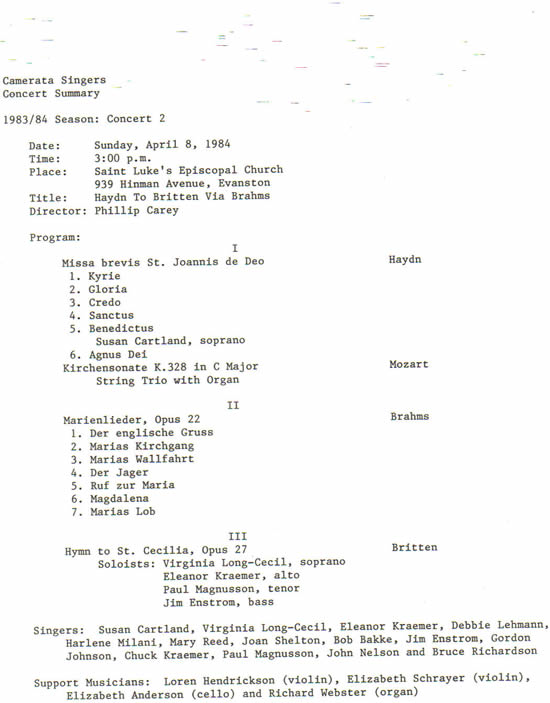 Camerata Singers
Concert Summary
1983/84 Season: Concert 2
Date: Sunday, April 8, 1984
Time: 3:00 p.m.
Place: Saint Luke's Episcopal Church
939 Hinman Avenue, Evanston
Title: Haydn To Britten Via Brahms
Director: Phillip Carey
Program:
I
Missa brevis St. Joannis de Deo Haydn
1. Kyrie
2. Gloria
3. Credo
4. Sanctus
5. Benedictus
Susan Cartland, soprano
6. Agnus Dei
Kirchensonate K.328 in C Major Mozart
String Trio with Organ
II
Marienlieder, Opus 22 Brahms
1. Der englische Gruss
2. Marias Kirchgang
3. Marias Wallfahrt
4. Der Jager
5. Ruf zur Maria
6. Magdalena
7. Marias Lob
III
Hymn to St. Cecilia, Opus 27 Britten
Soloists: Virginia Long-Cecil, soprano
Eleanor Kraemer, alto
Paul Magnusson, tenor
Jim Enstrom, bass
Singers: Susan Cartland, Virginia Long-Cecil, Eleanor Kraemer, Debbie Lehmann,
Harlene Milani, Mary Reed, Joan Shelton, Bob Bakke, Jim Enstrom, Gordon
Johnson, Chuck Kraemer, Paul Magnusson, John Nelson and Bruce Richardson
Support Musicians: Loren Hendrickson (violin), Elizabeth Schrayer (violin),
Elizabeth Anderson (cello) and Richard Webster (organ)